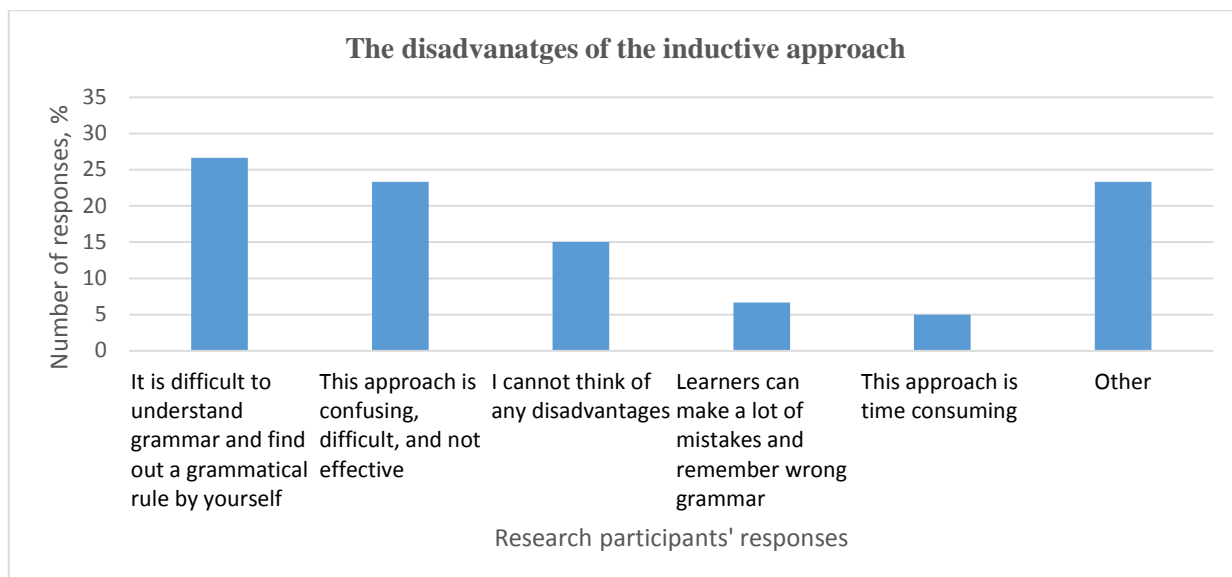 The disadvanatges of the inductive approach
Number of responses, %
35
30
25
20
15
10
5
0
It is difficult to
understand
grammar and find
out a grammatical
rule by yourself
This approach is
confusing,
difficult, and not
effective
I cannot think of
any disadvantages
Learners can
make a lot of
mistakes and
remember wrong
grammar
This approach is
time consuming
Other
Research participants' responses